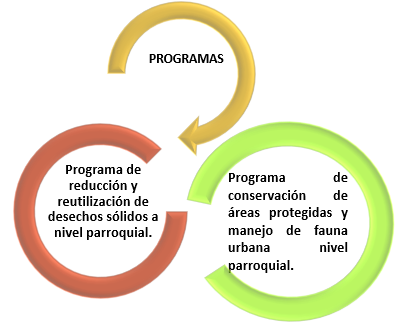 PROGRAMAS
Programa de
reducción y
reutilización de
desechos sólidos a
nivel parroquial.
Programa de
conservación de
áreas protegidas y
manejo de fauna
urbana nivel
parroquial.